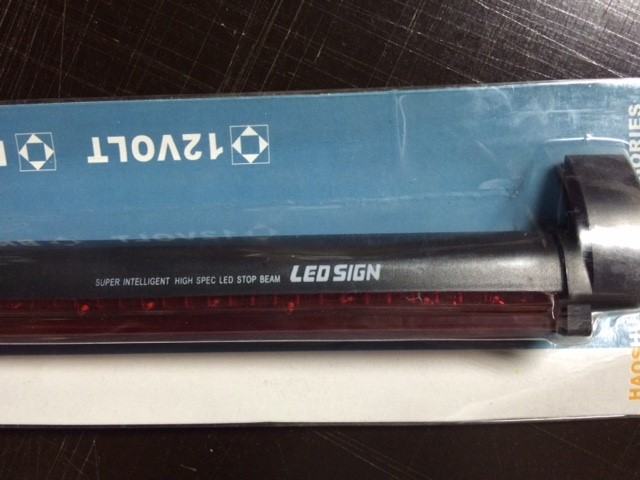 12VOLT
SUPER INTELLIGENT HIGH SPEC LED STOP BEAM LED SIGN